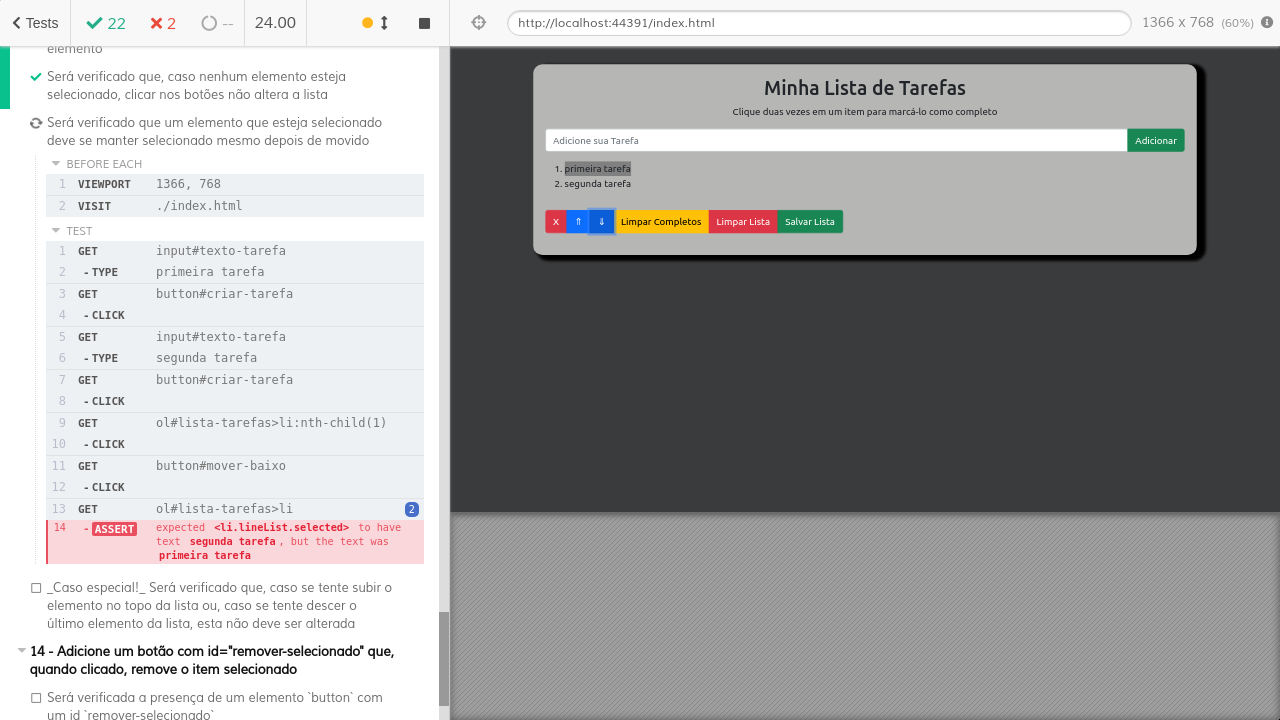 Tests
22
2
--
24.00
http://localhost:44391/index.html
1366 x 768 (60%)
elemento
Será verificado que, caso nenhum elemento esteja
selecionado, clicar nos botões não altera a lista
Será verificado que um elemento que esteja selecionado
deve se manter selecionado mesmo depois de movido
BEFORE EACH
1 VIEWPORT 1366, 768
2 VISIT ./index.html
TEST
1 GET input#texto-tarefa
2 -TYPE primeira tarefa
3 GET button#criar-tarefa
4 -CLICK
5 GET input#texto-tarefa
6 -TYPE segunda tarefa
7 GET button#criar-tarefa
8 -CLICK
9 GET ol#lista-tarefas>li:nth-child(1)
10 -CLICK
11 GET button#mover-baixo
12 -CLICK
13 GET ol#lista-tarefas>li 2
14 -ASSERT expected <li.lineList.selected> to have
text segunda tarefa, but the text was
primeira tarefa
_Caso especial!_ Será verificado que, caso se tente subir o
elemento no topo da lista ou, caso se tente descer o
último elemento da lista, esta não deve ser alterada
14 - Adicione um botão com id="remover-selecionado" que,
quando clicado, remove o item selecionado
Será verificada a presença de um elemento `button` com
um id `remover-selecionado`
Minha Lista de Tarefas
Clique duas vezes em um item para marcá-lo como completo
Adicione sua Tarefa
Adicionar
1. primeira tarefa
2. segunda tarefa
X ⇑ ⇓ Limpar Completos Limpar Lista Salvar Lista